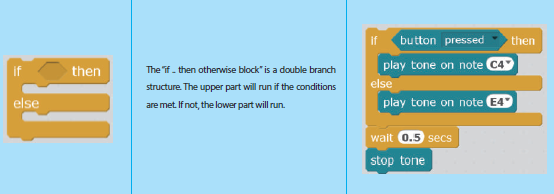 if then
else
The "if .. then otherwise block" is a double branch
structure. The upper part will run if the conditions
are met. If not, the lower part will run.
If button pressed then
play tone on note C4
else
play tone on note E4
wait 0.5 secs
stop tone